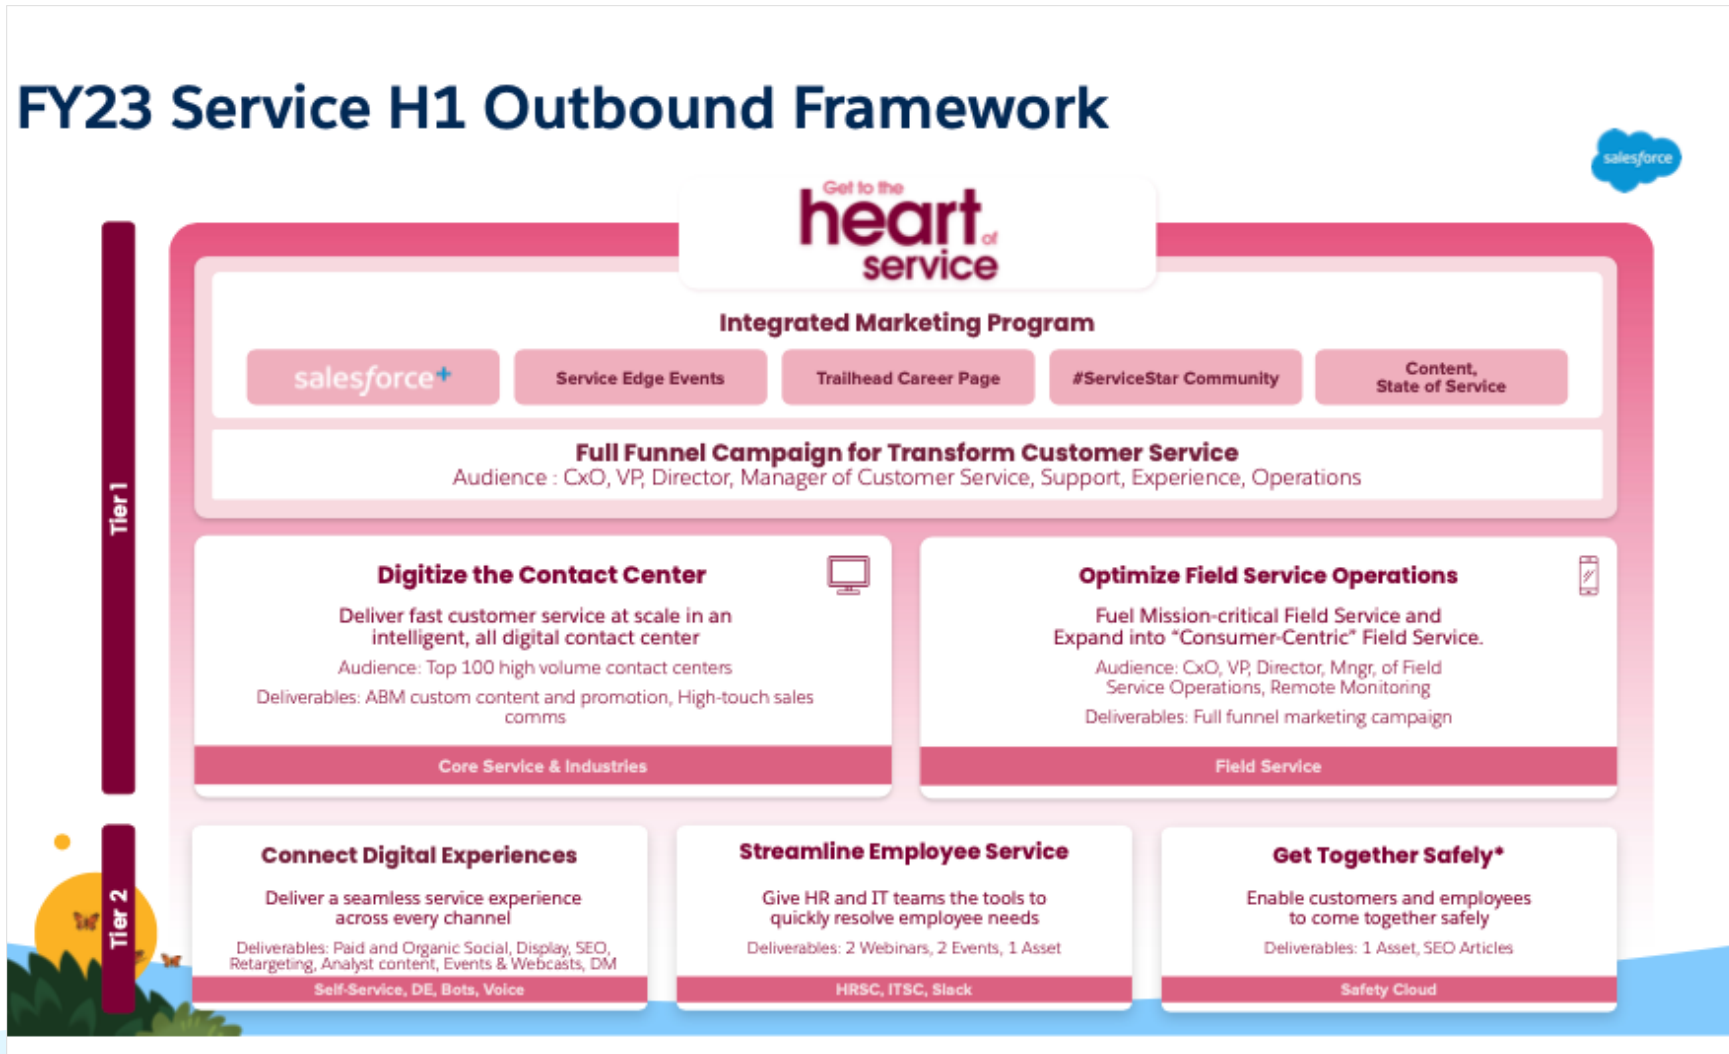 FY23 Service H1 Outbound Framework
salesforce
Get to the
heart of
service
Tier 1
Integrated Marketing Program
salesforce+
Service Edge Events
Trailhead Career Page
#ServiceStar Community
Content,
State of Service
Full Funnel Campaign for Transform Customer Service
Audience : CxO, VP, Director, Manager of Customer Service, Support, Experience, Operations
Digitize the Contact Center
Deliver fast customer service at scale in an
intelligent, all digital contact center
Audience: Top 100 high volume contact centers
Deliverables: ABM custom content and promotion, High-touch sales
comms
Core Service & Industries
Optimize Field Service Operations
Fuel Mission-critical Field Service and
Expand into “Consumer-Centric” Field Service.
Audience: CxO, VP, Director, Mngr, of Field
Service Operations, Remote Monitoring
Deliverables: Full funnel marketing campaign
Field Service
Tier 2
Connect Digital Experiences
Deliver a seamless service experience
across every channel
Deliverables: Paid and Organic Social, Display, SEO,
Retargeting, Analyst content, Events & Webcasts, DM
Self-Service, DE, Bots, Voice
Streamline Employee Service
Give HR and IT teams the tools to
quickly resolve employee needs
Deliverables: 2 Webinars, 2 Events, 1 Asset
HRSC, ITSC, Slack
Get Together Safely*
Enable customers and employees
to come together safely
Deliverables: 1 Asset, SEO Articles
Safety Cloud